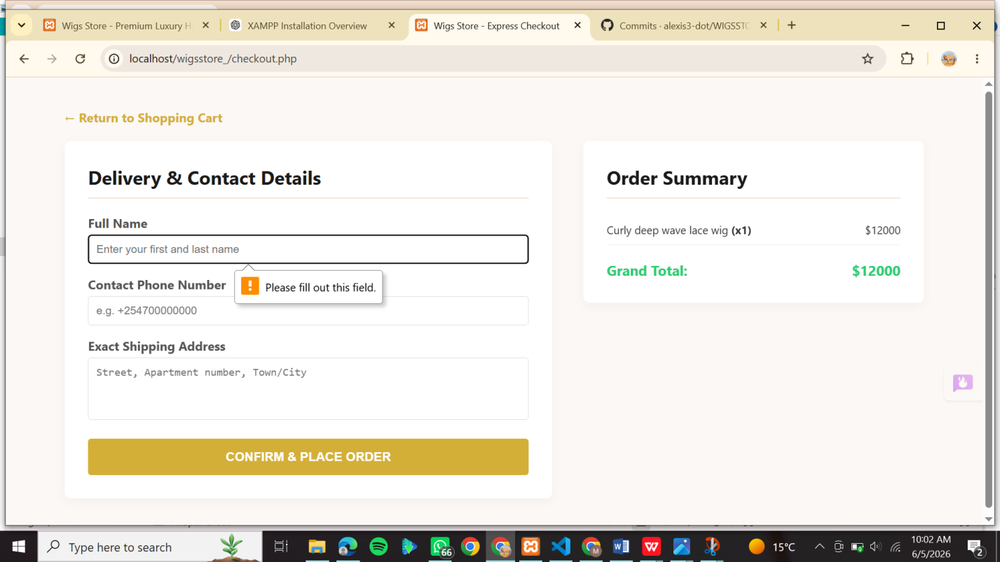 Wigs Store - Premium Luxury H
XAMPP Installation Overview
Wigs Store - Express Checkout
Commits · alexis3-dot/WIGSSTO
localhost/wigsstore_/checkout.php
← Return to Shopping Cart
Delivery & Contact Details
Full Name
Enter your first and last name
Please fill out this field.
Contact Phone Number
e.g. +254700000000
Exact Shipping Address
Street, Apartment number, Town/City
CONFIRM & PLACE ORDER
Order Summary
Curly deep wave lace wig (x1) $12000
Grand Total: $12000
Type here to search
66
M
W
W
15°C
10:02 AM
6/5/2026
2